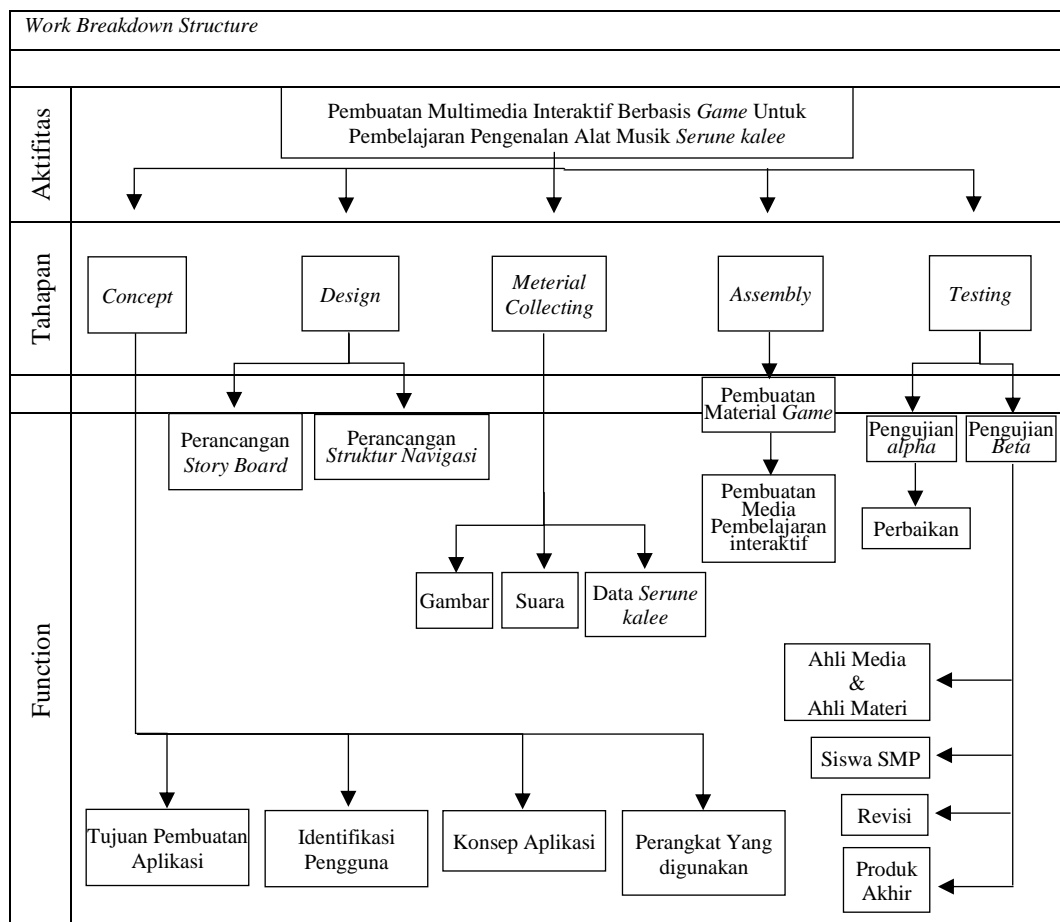 Work Breakdown Structure
Aktifitas
Pembuatan Multimedia Interaktif Berbasis Game Untuk
Pembelajaran Pengenalan Alat Musik Serune kalee
Tahapan
Concept
Design
Meterial
Collecting
Assembly
Testing
Function
Perancangan
Story Board
Perancangan
Struktur Navigasi
Pembuatan
Material Game
Pengujian
alpha
Pengujian
Beta
Pembuatan
Media
Pembelajaran
interaktif
Perbaikan
Gambar
Suara
Data Serune
kalee
Ahli Media
&
Ahli Materi
Siswa SMP
Revisi
Produk
Akhir
Tujuan Pembuatan
Aplikasi
Identifikasi
Pengguna
Konsep Aplikasi
Perangkat Yang
digunakan